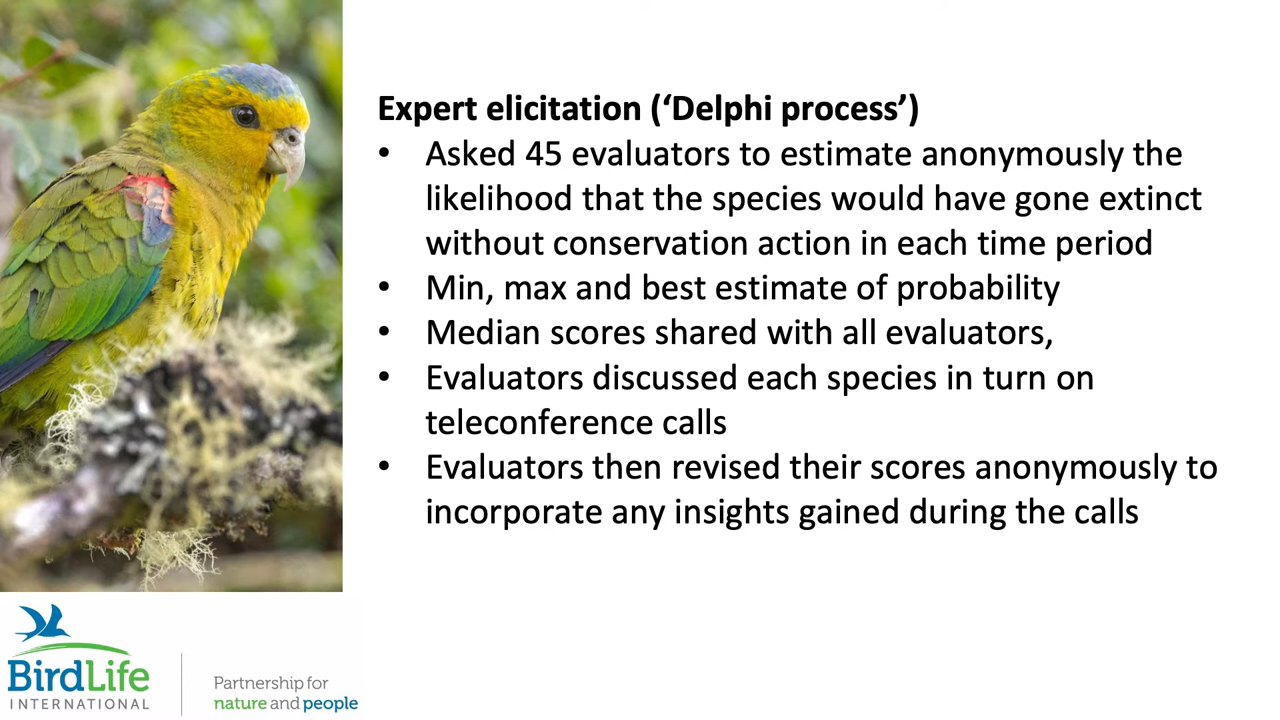 Expert elicitation (‘Delphi process’)
• Asked 45 evaluators to estimate anonymously the
likelihood that the species would have gone extinct
without conservation action in each time period
• Min, max and best estimate of probability
• Median scores shared with all evaluators,
• Evaluators discussed each species in turn on
teleconference calls
• Evaluators then revised their scores anonymously to
incorporate any insights gained during the calls
BirdLife
INTERNATIONAL
Partnership for
nature and people